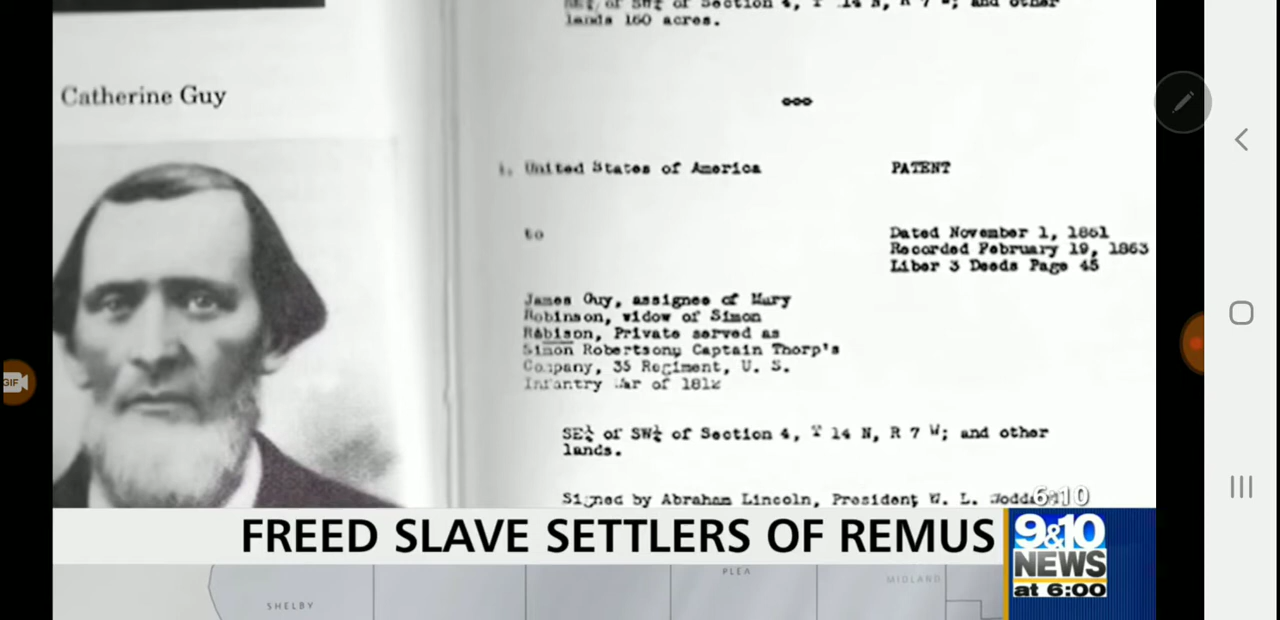 lands 160 acres.
Catherine Guy
United States of America
PATENT
to
Dated November 1, 1861
Recorded February 19, 1863
Liber 3 Deeds Page 45
James Guy, assignee of Mary
Robinson, widow of Simon
Rabison, Private served as
Simon Robertson, Captain Thorp's
Company, 35 Regiment, U. S.
Infantry War of 1812
SE¼ of SW¼ of Section 4, T 14 N, R 7 W; and other
lands.
Signed by Abraham Lincoln, President W. L.
6:10
FREED SLAVE SETTLERS OF REMUS
9&10
NEWS
at 6:00
PLEA
MIDLAND
SHELBY
GIF